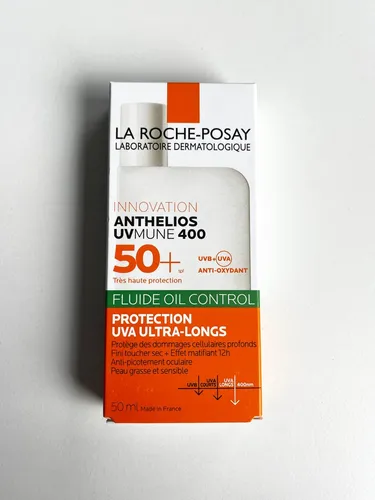 LA ROCHE-POSAY
LABORATOIRE DERMATOLOGIQUE
INNOVATION
ANTHELIOS
UVMUNE 400
50+
UVB+UVA
ANTI-OXYDANT
Très haute protection
FLUIDE OIL CONTROL
PROTECTION
UVA ULTRA-LONGS
Protège des dommages cellulaires profonds
Fini toucher sec + Effet matifiant 12h
Anti-picotement oculaire
Peau grasse et sensible
UVB
UVA COURTS
UVA LONGS
400nm
50 ml Made in France